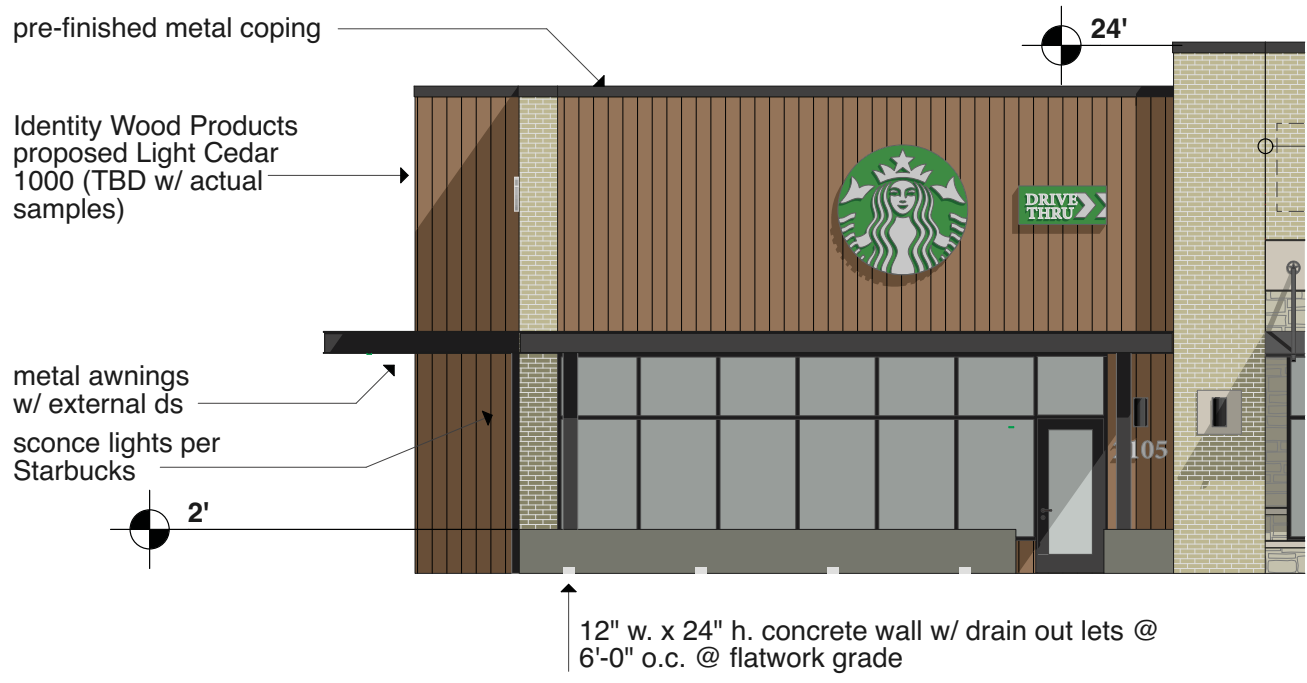 pre-finished metal coping
24'
Identity Wood Products
proposed Light Cedar
1000 (TBD w/ actual
samples)
DRIVE
THRU
metal awnings
w/ external ds
sconce lights per
Starbucks
105
2'
12" w. x 24" h. concrete wall w/ drain out lets @
6'-0" o.c. @ flatwork grade